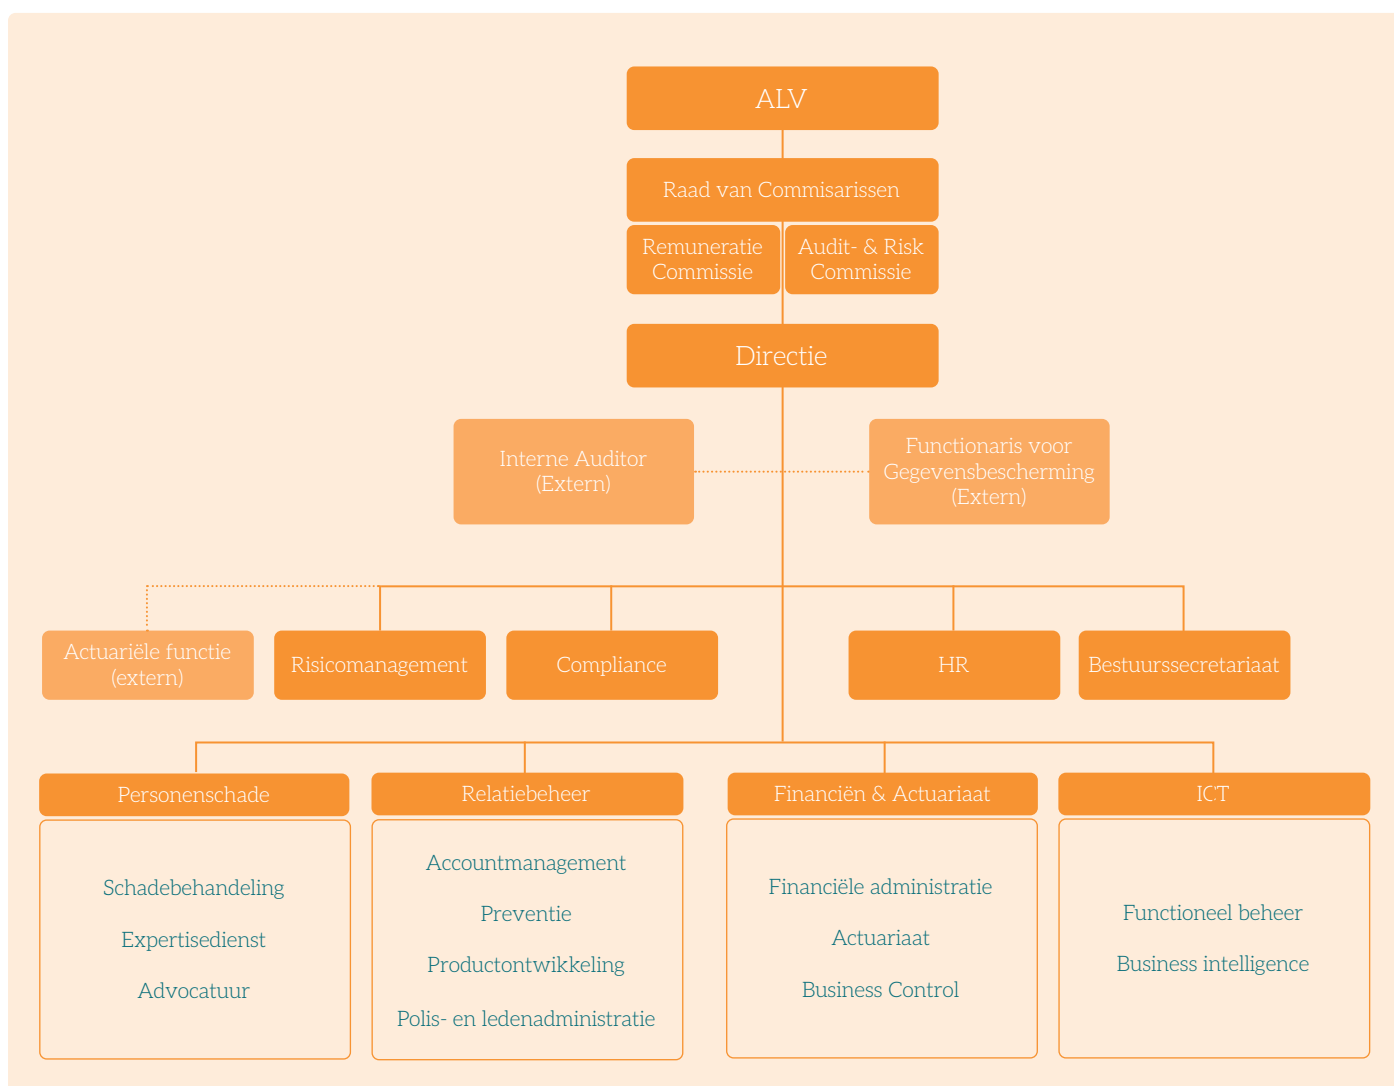 ALV
Raad van Commisarissen
Remuneratie
Commissie
Audit- & Risk
Commissie
Directie
Interne Auditor
(Extern)
Functionaris voor
Gegevensbescherming
(Extern)
Actuariële functie
(extern)
Risicomanagement
Compliance
HR
Bestuurssecretariaat
Personenschade
Schadebehandeling
Expertisedienst
Advocatuur
Relatiebeheer
Accountmanagement
Preventie
Productontwikkeling
Polis- en ledenadministratie
Financiën & Actuariaat
Financiële administratie
Actuariaat
Business Control
ICT
Functioneel beheer
Business intelligence